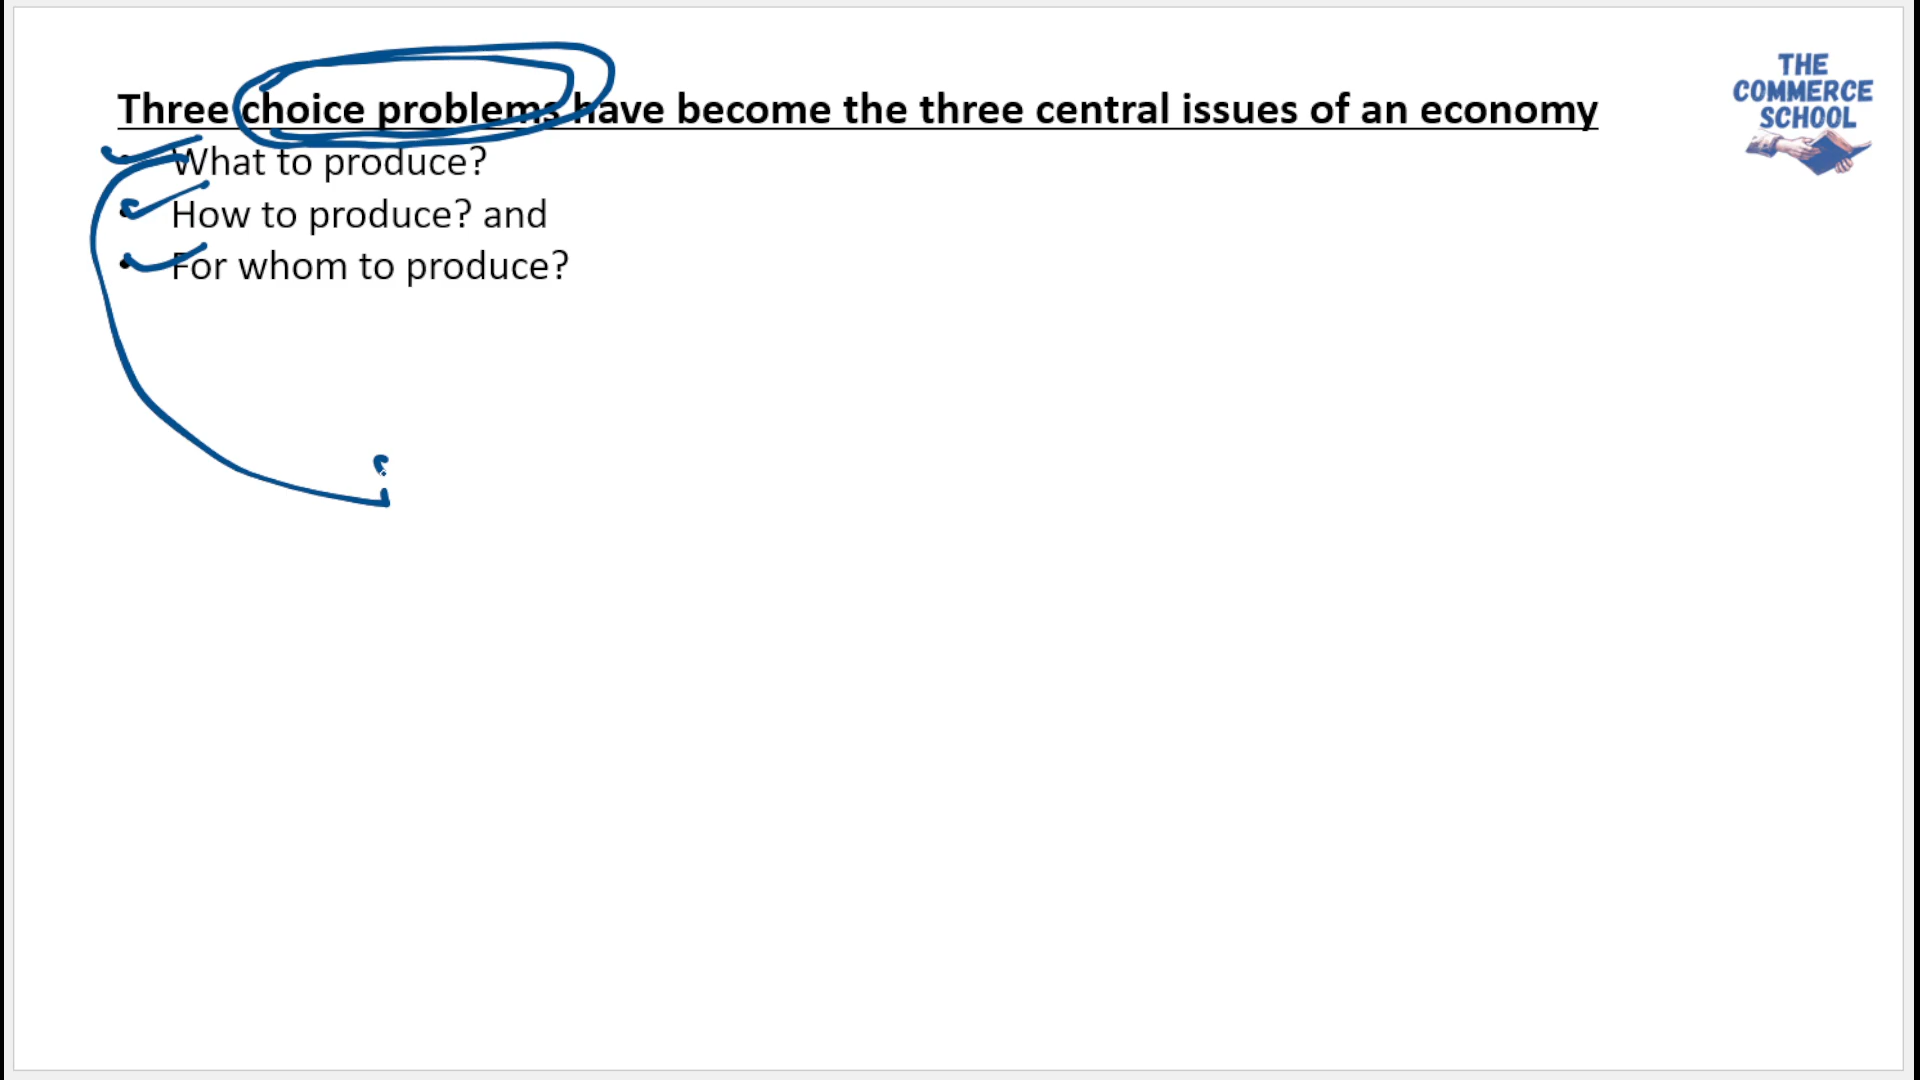 Three choice problems have become the three central issues of an economy
• What to produce?
• How to produce? and
• For whom to produce?
THE
COMMERCE
SCHOOL